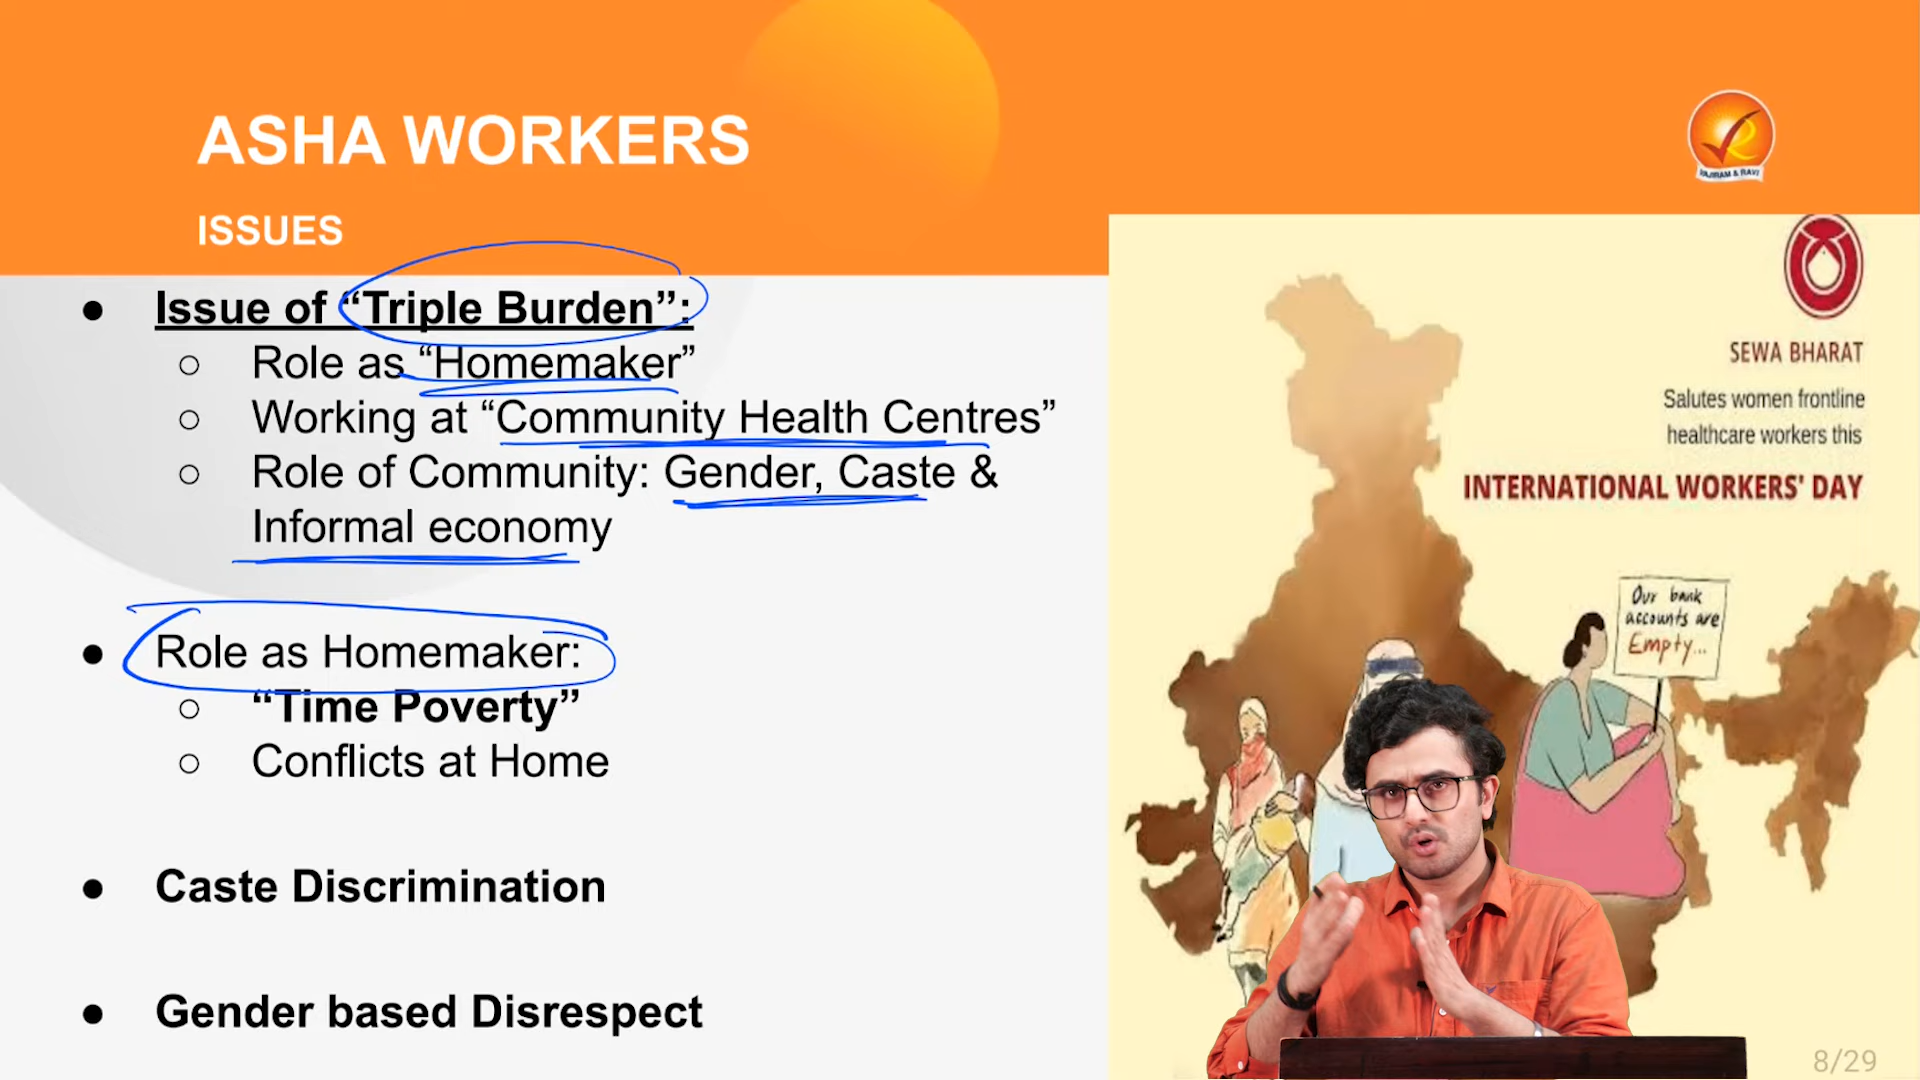 ASHA WORKERS
ISSUES
● Issue of “Triple Burden”:
○ Role as “Homemaker”
○ Working at “Community Health Centres”
○ Role of Community: Gender, Caste &
Informal economy
● Role as Homemaker:
○ “Time Poverty”
○ Conflicts at Home
● Caste Discrimination
● Gender based Disrespect
VAJIRAM & RAVI
SEWA BHARAT
Salutes women frontline
healthcare workers this
INTERNATIONAL WORKERS' DAY
Our bank
accounts are
Empty...
8/29